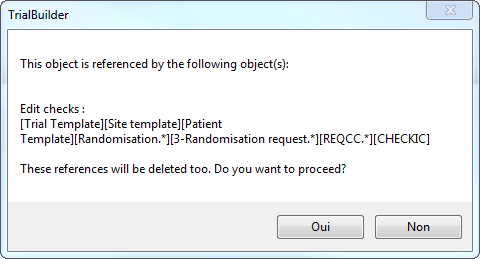 TrialBuilder
This object is referenced by the following object(s):
Edit checks :
[Trial Template][Site template][Patient
Template][Randomisation.*][3-Randomisation request.*][REQCC.*][CHECKIC]
These references will be deleted too. Do you want to proceed?
Oui
Non